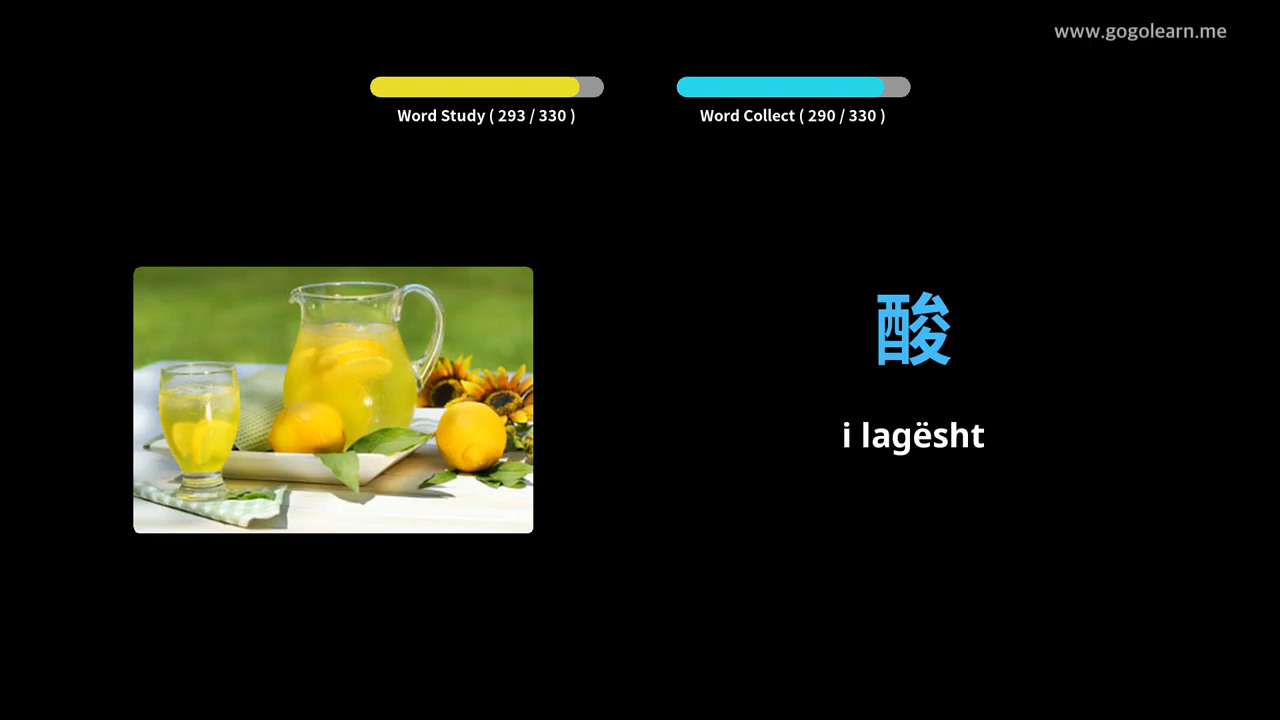 www.gogolearn.me
Word Study ( 293 / 330 )
Word Collect ( 290 / 330 )
酸
i lagësht